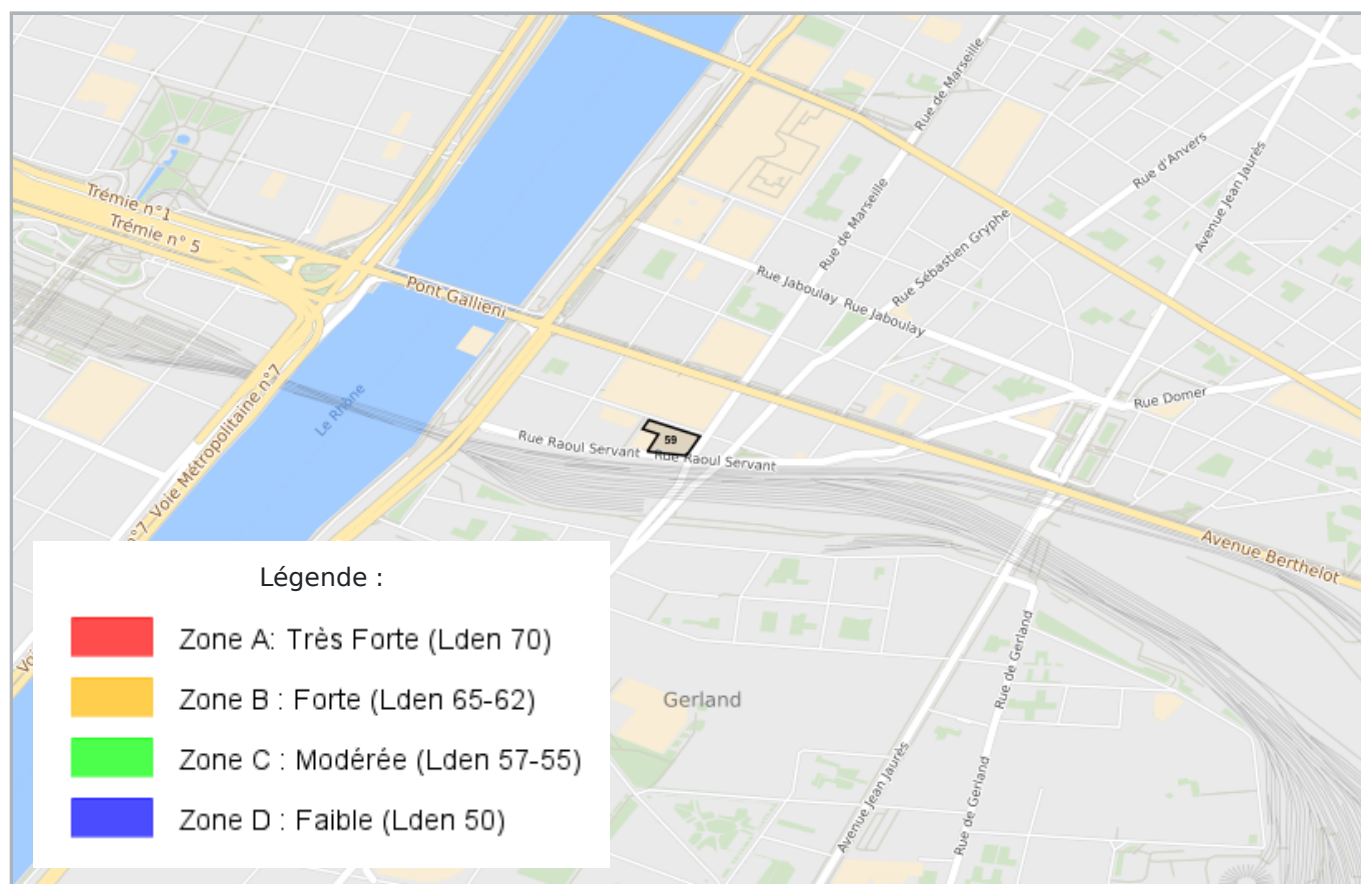 Rue de Marseille
Rue d'Anvers
Avenue Jean Jaurès
Trémie n°1
Trémie n° 5
Rue de Marseille
Rue Sébastien Gryphe
Pont Gallieni
Rue Jaboulay
Rue Jaboulay
Le Rhône
Rue Domer
59
Rue Raoul Servant
Rue Raoul Servant
n°7 Voie Métropolitaine n°7
Avenue Berthelot
Voi
Légende :
Zone A: Très Forte (Lden 70)
Zone B : Forte (Lden 65-62)
Zone C : Modérée (Lden 57-55)
Zone D : Faible (Lden 50)
Gerland
Rue de Gerland
Avenue Jean Jaurès
Rue de Gerland